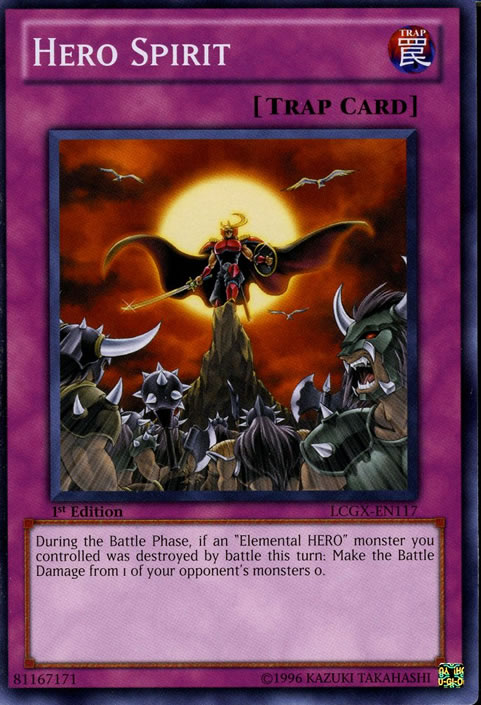 Hero Spirit
TRAP
罠
[Trap Card]
1st Edition
LCGX-EN117
During the Battle Phase, if an "Elemental HERO" monster you
controlled was destroyed by battle this turn: Make the Battle
Damage from 1 of your opponent's monsters 0.
81167171
©1996 KAZUKI TAKAHASHI